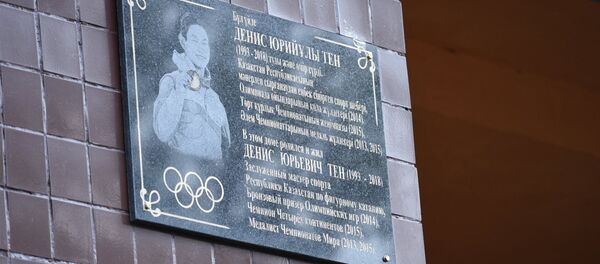 Бұл үйде
ДЕНИС ЮРИЙҰЛЫ ТЕН
(1993 - 2018) туды және өмір сүрді.
Қазақстан Республикасының
мәнерлеп сырғанаудан еңбек сіңірген спорт шебері,
Олимпиада ойындарының қола жүлдегері (2014),
Төрт құрлық Чемпионатының жеңімпазы (2015),
Әлем Чемпионаттарының жүлдегері (2013, 2015)
В этом доме родился и жил
ДЕНИС ЮРЬЕВИЧ ТЕН (1993 - 2018)
Заслуженный мастер спорта
Республики Казахстан по фигурному катанию,
Бронзовый призёр Олимпийских игр (2014),
Чемпион Четырёх континентов (2015),
Медалист Чемпионатов Мира (2013, 2015)